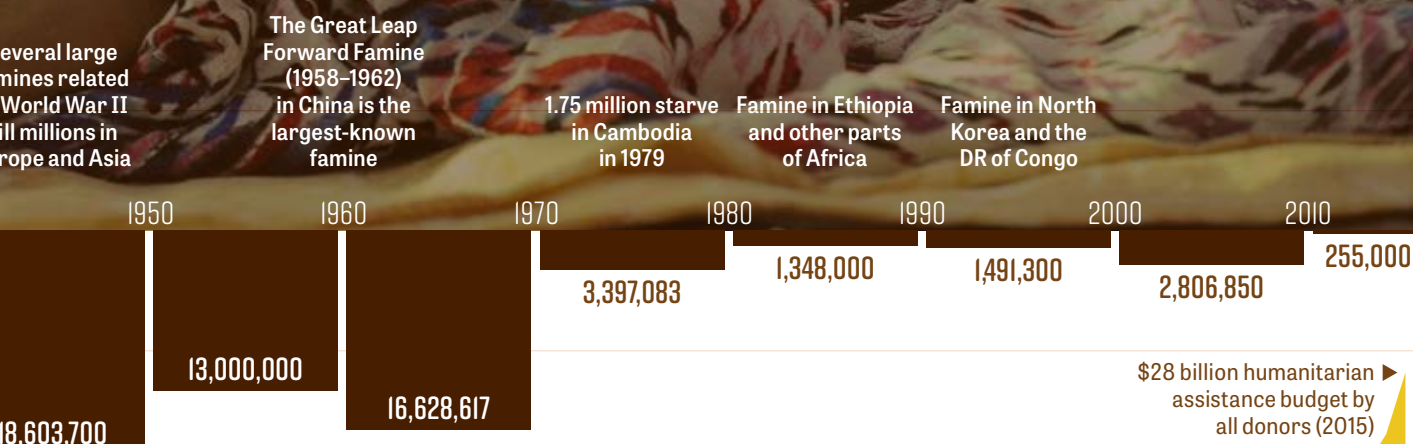 The Great Leap
Forward Famine
(1958–1962)
in China is the
largest-known
famine
everal large
mines related
World War II
ill millions in
rope and Asia
1.75 million starve
in Cambodia
in 1979
Famine in Ethiopia
and other parts
of Africa
Famine in North
Korea and the
DR of Congo
1950 1960 1970 1980 1990 2000 2010
18,603,700
13,000,000
16,628,617
3,397,083
1,348,000
1,491,300
2,806,850
255,000
$28 billion humanitarian ▶
assistance budget by
all donors (2015)